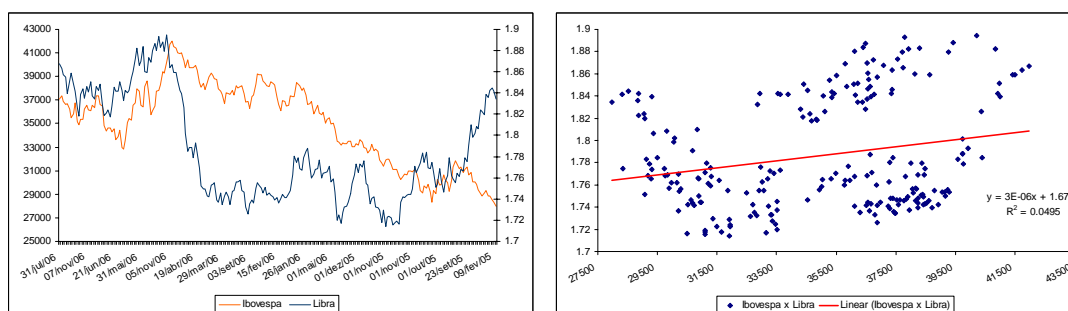 43000
41000
39000
37000
35000
33000
31000
29000
27000
25000
1.9
1.88
1.86
1.84
1.82
1.8
1.78
1.76
1.74
1.72
1.7
31/jul/06
07/nov/06
21/jun/06
31/mai/06
05/nov/06
19/abr/06
29/mar/06
03/set/06
15/fev/06
26/jan/06
01/mai/06
01/dez/05
01/nov/05
01/nov/05
01/out/05
23/set/05
09/fev/05
Ibovespa Libra
1.9
1.88
1.86
1.84
1.82
1.8
1.78
1.76
1.74
1.72
1.7
y = 3E-06x + 1.67
R² = 0.0495
27500 29500 31500 33500 35500 37500 39500 41500 43500
Ibovespa x Libra Linear (Ibovespa x Libra)